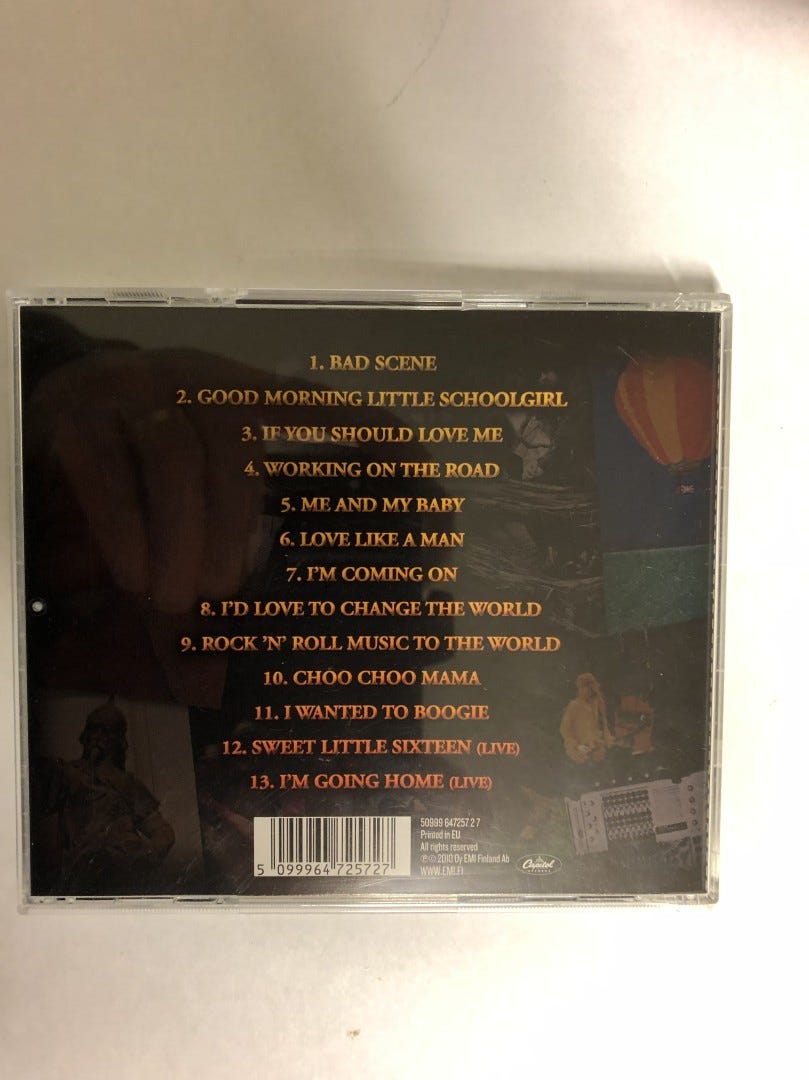 1. BAD SCENE
2. GOOD MORNING LITTLE SCHOOLGIRL
3. IF YOU SHOULD LOVE ME
4. WORKING ON THE ROAD
5. ME AND MY BABY
6. LOVE LIKE A MAN
7. I'M COMING ON
8. I'D LOVE TO CHANGE THE WORLD
9. ROCK 'N' ROLL MUSIC TO THE WORLD
10. CHOO CHOO MAMA
11. I WANTED TO BOOGIE
12. SWEET LITTLE SIXTEEN (LIVE)
13. I'M GOING HOME (LIVE)
5 099964 725727
50999 647257 2 7
Printed in EU
All rights reserved
℗© 2010 Oy EMI Finland Ab
WWW.EMI.FI
Capitol
RECORDS